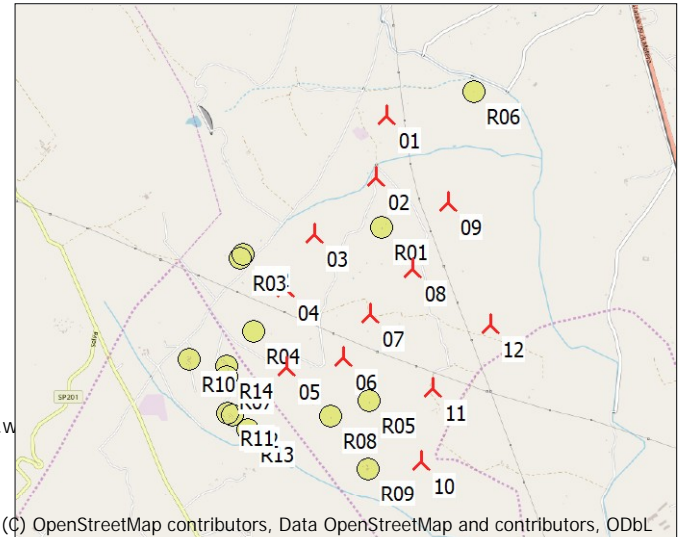 R06
01
02
09
R01
03
R03
08
04
07
12
R04
06
R10
R14
05
R07
11
R05
R08
R11
R13
SP201
10
R09
(C) OpenStreetMap contributors, Data OpenStreetMap and contributors, ODbL